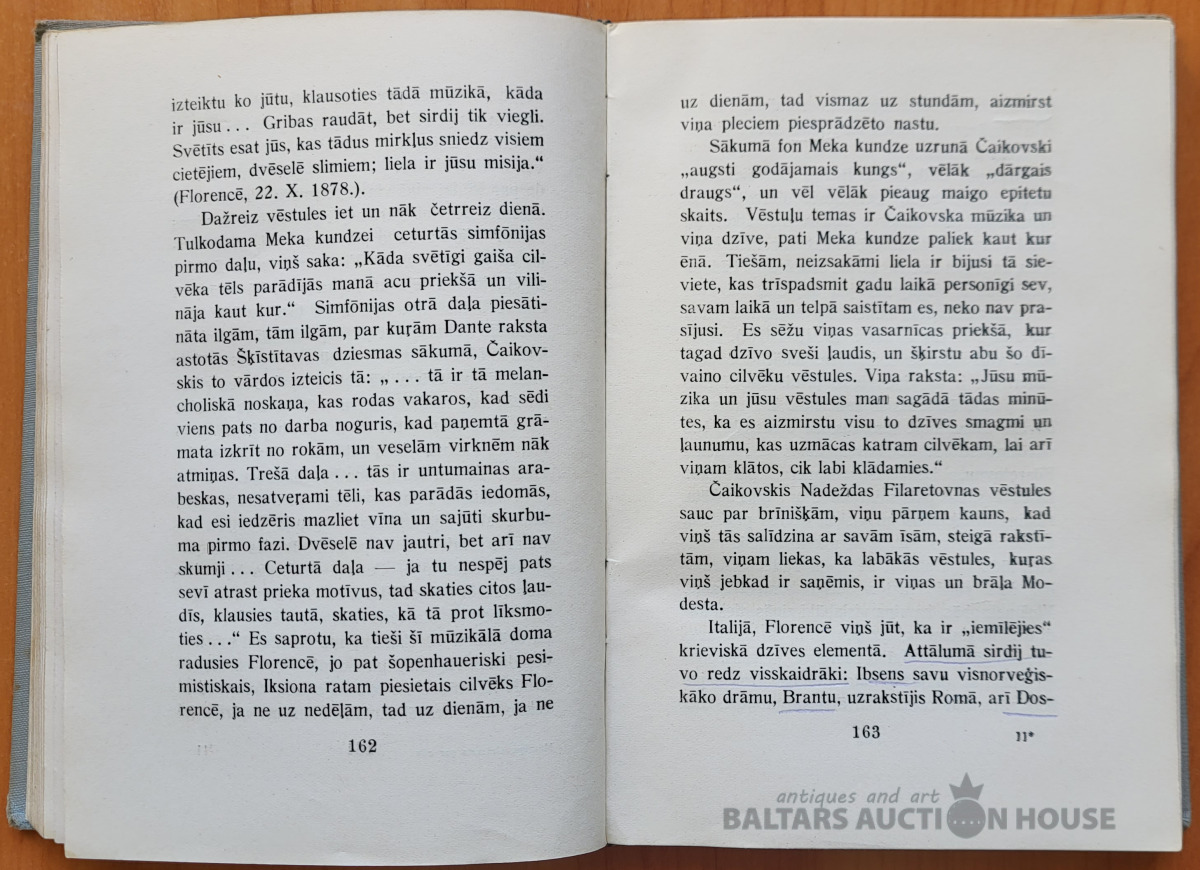 izteiktu ko jūtu, klausoties tādā mūzikā, kāda
ir jūsu... Gribas raudāt, bet sirdij tik viegli.
Svētīts esat jūs, kas tādus mirkļus sniedz visiem
cietējiem, dvēselē slimiem; liela ir jūsu misija.“
(Florencē, 22. X. 1878.).
Dažreiz vēstules iet un nāk četrreiz dienā.
Tulkodama Meka kundzei ceturtās simfōnijas
pirmo daļu, viņš saka: „Kāda svētīgi gaiša cil-
vēka tēls parādījās manā acu priekšā un vili-
nāja kaut kur.“ Simfōnijas otrā daļa piesāti-
nāta ilgām, tām ilgām, par kuŗām Dante raksta
astotās Šķīstītavas dziesmas sākumā, Čaikov-
skis to vārdos izteicis tā: „... tā ir tā melan-
choliskā noskaņa, kas rodas vakaros, kad sēdi
viens pats no darba noguris, kad paņemtā grā-
mata izkrīt no rokām, un veselām virknēm nāk
atmiņas. Trešā daļa... tās ir untumainas ara-
beskas, nesatveŗami tēli, kas parādās iedomās,
kad esi iedzēris mazliet vīna un sajūti skurbu-
ma pirmo fazi. Dvēselē nav jautri, bet arī nav
skumji... Ceturtā daļa — ja tu nespēj pats
sevī atrast prieka motīvus, tad skaties citos ļau-
dīs, klausies tautā, skaties, kā tā prot līksmo-
ties...“ Es saprotu, ka tieši šī mūzikālā doma
radusies Florencē, jo pat šopenhaueriski pesi-
mistiskais, Iksiona ratam piesietais cilvēks Flo-
rencē, ja ne uz nedēļām, tad uz dienām, ja ne
162
uz dienām, tad vismaz uz stundām, aizmirst
viņa pleciem piesprādzēto nastu.
Sākumā fon Meka kundze uzrunā Čaikovski
„augsti godājamais kungs“, vēlāk „dārgais
draugs“, un vēl vēlāk pieaug maigo epitetu
skaits. Vēstuļu temas ir Čaikovska mūzika un
viņa dzīve, pati Meka kundze paliek kaut kur
ēnā. Tiešām, neizsakāmi liela ir bijusi tā sie-
viete, kas trīspadsmit gadu laikā personīgi sev,
savam laikā un telpā saistītam es, neko nav pra-
sījusi. Es sēžu viņas vasarnīcas priekšā, kur
tagad dzīvo sveši ļaudis, un šķirstu abu šo dī-
vaino cilvēku vēstules. Viņa raksta: „Jūsu mū-
zika un jūsu vēstules man sagādā tādas minū-
tes, ka es aizmirstu visu to dzīves smagmi un
ļaunumu, kas uzmācas katram cilvēkam, lai arī
viņam klātos, cik labi klādamies.“
Čaikovskis Nadeždas Filaretovnas vēstules
sauc par brīnišķām, viņu pārņem kauns, kad
viņš tās salīdzina ar savām īsām, steigā rakstī-
tām, viņam liekas, ka labākās vēstules, kuŗas
viņš jebkad ir saņēmis, ir viņas un brāļa Mo-
desta.
Italijā, Florencē viņš jūt, ka ir „iemīlējies“
krieviskā dzīves elementā. Attālumā sirdij tu-
vo redz visskaidrāki: Ibsens savu visnorveģis-
kāko drāmu, Brantu, uzrakstījis Romā, arī Dos-
163
11*
antiques and art
BALTARS AUCTION HOUSE